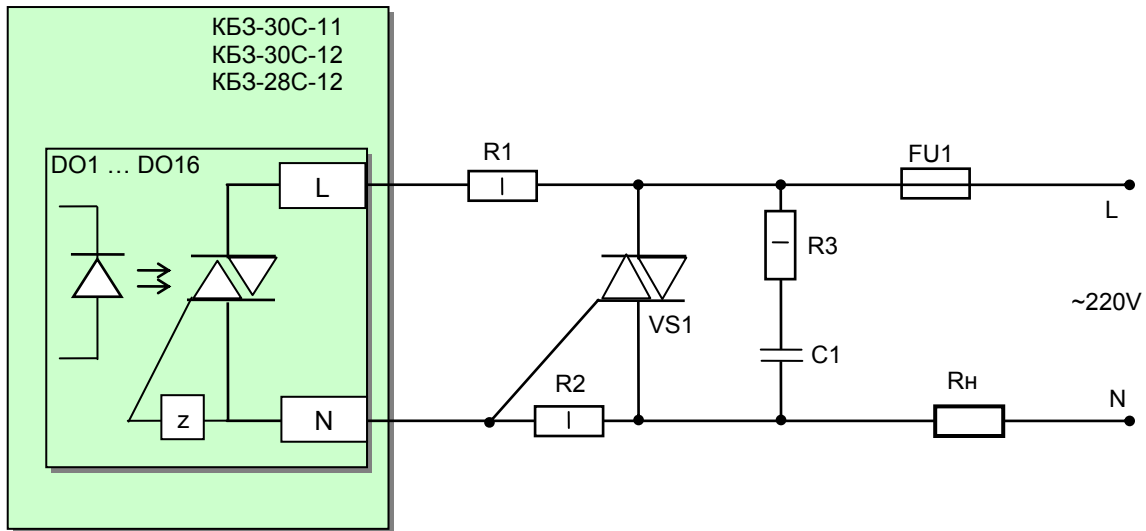 КБЗ-30С-11
КБЗ-30С-12
КБЗ-28С-12
DO1 … DO16
L
R1
FU1
L
R3
~220V
VS1
C1
z
N
R2
Rн
N